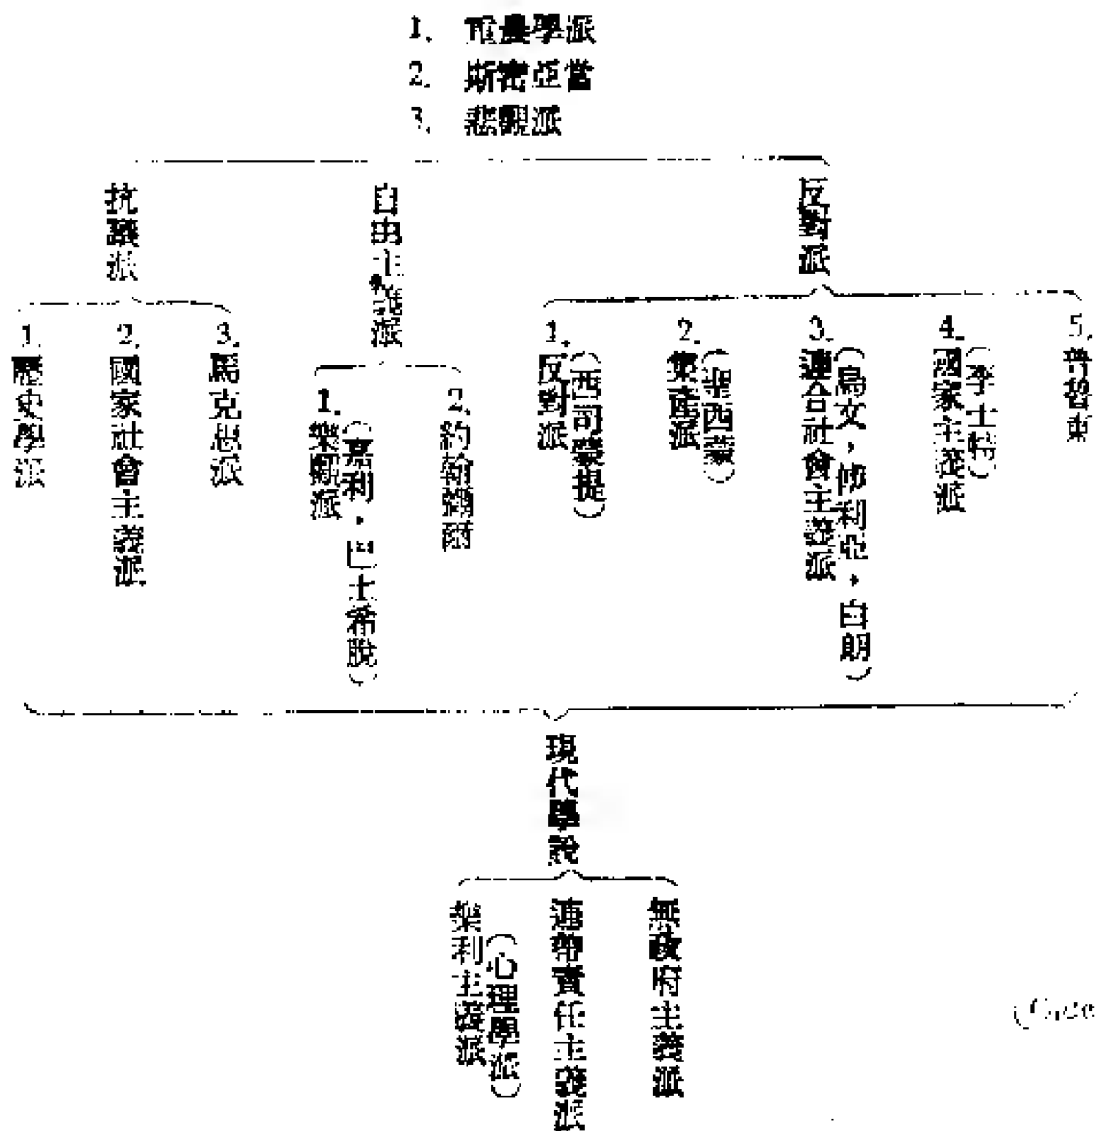 1. 重農學派
2. 斯密亞當
3. 悲觀派
反對派
自由主義派
抗議派
1. 反對派
(西司蒙提)
2. 集產派
(聖西蒙)
3. 連合社會主義派
(烏文,傅利亞,白朗)
4. 國家主義派
(李士特)
5. 普魯東
1. 樂觀派
(嘉利,巴士希脫)
2. 約翰彌爾
1. 歷史學派
2. 國家社會主義派
3. 馬克思派
現代學說
無政府主義派
連帶責任主義派
樂利主義派
(心理學派)